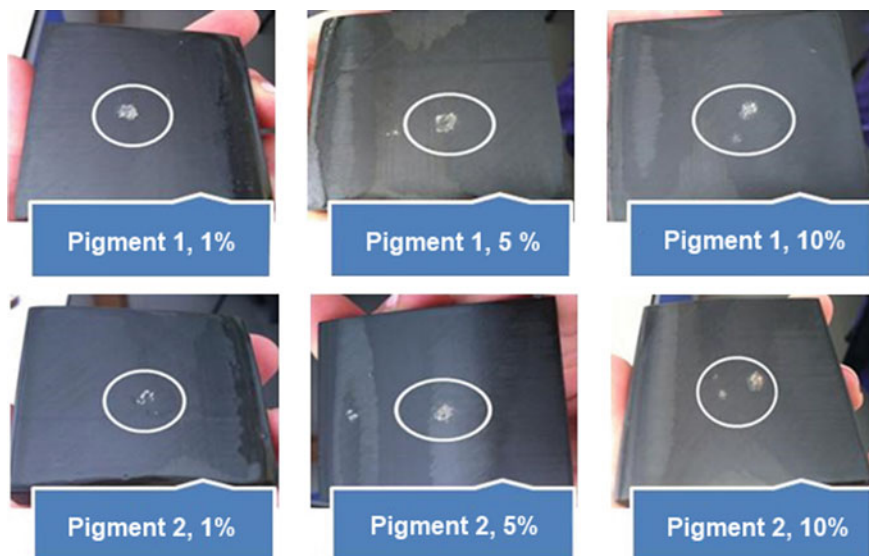 Pigment 1, 1%
Pigment 1, 5 %
Pigment 1, 10%
Pigment 2, 1%
Pigment 2, 5%
Pigment 2, 10%